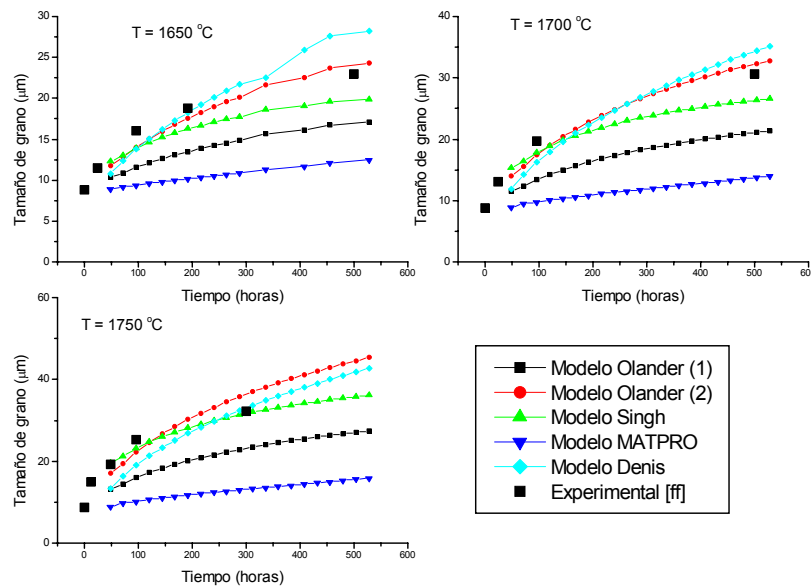 T = 1650 °C
Tamaño de grano (μm)
30
25
20
15
10
5
0
0
100
200
300
400
500
600
Tiempo (horas)
T = 1700 °C
Tamaño de grano (μm)
40
30
20
10
0
0
100
200
300
400
500
600
Tiempo (horas)
T = 1750 °C
Tamaño de grano (μm)
60
40
20
0
0
100
200
300
400
500
600
Tiempo (horas)
Modelo Olander (1)
Modelo Olander (2)
Modelo Singh
Modelo MATPRO
Modelo Denis
Experimental [ff]